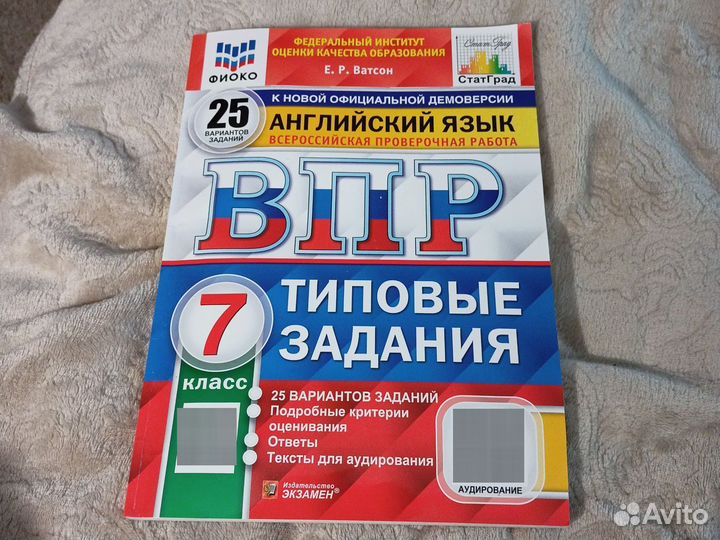 ФЕДЕРАЛЬНЫЙ ИНСТИТУТ
ОЦЕНКИ КАЧЕСТВА ОБРАЗОВАНИЯ
ФИОКО
Е. Р. Ватсон
СтатГрад
СтатГрад
25
ВАРИАНТОВ
ЗАДАНИЙ
К НОВОЙ ОФИЦИАЛЬНОЙ ДЕМОВЕРСИИ
АНГЛИЙСКИЙ ЯЗЫК
ВСЕРОССИЙСКАЯ ПРОВЕРОЧНАЯ РАБОТА
ВПР
7
КЛАСС
ТИПОВЫЕ
ЗАДАНИЯ
25 ВАРИАНТОВ ЗАДАНИЙ
Подробные критерии
оценивания
Ответы
Тексты для аудирования
АУДИРОВАНИЕ
Издательство
ЭКЗАМЕН®
Avito